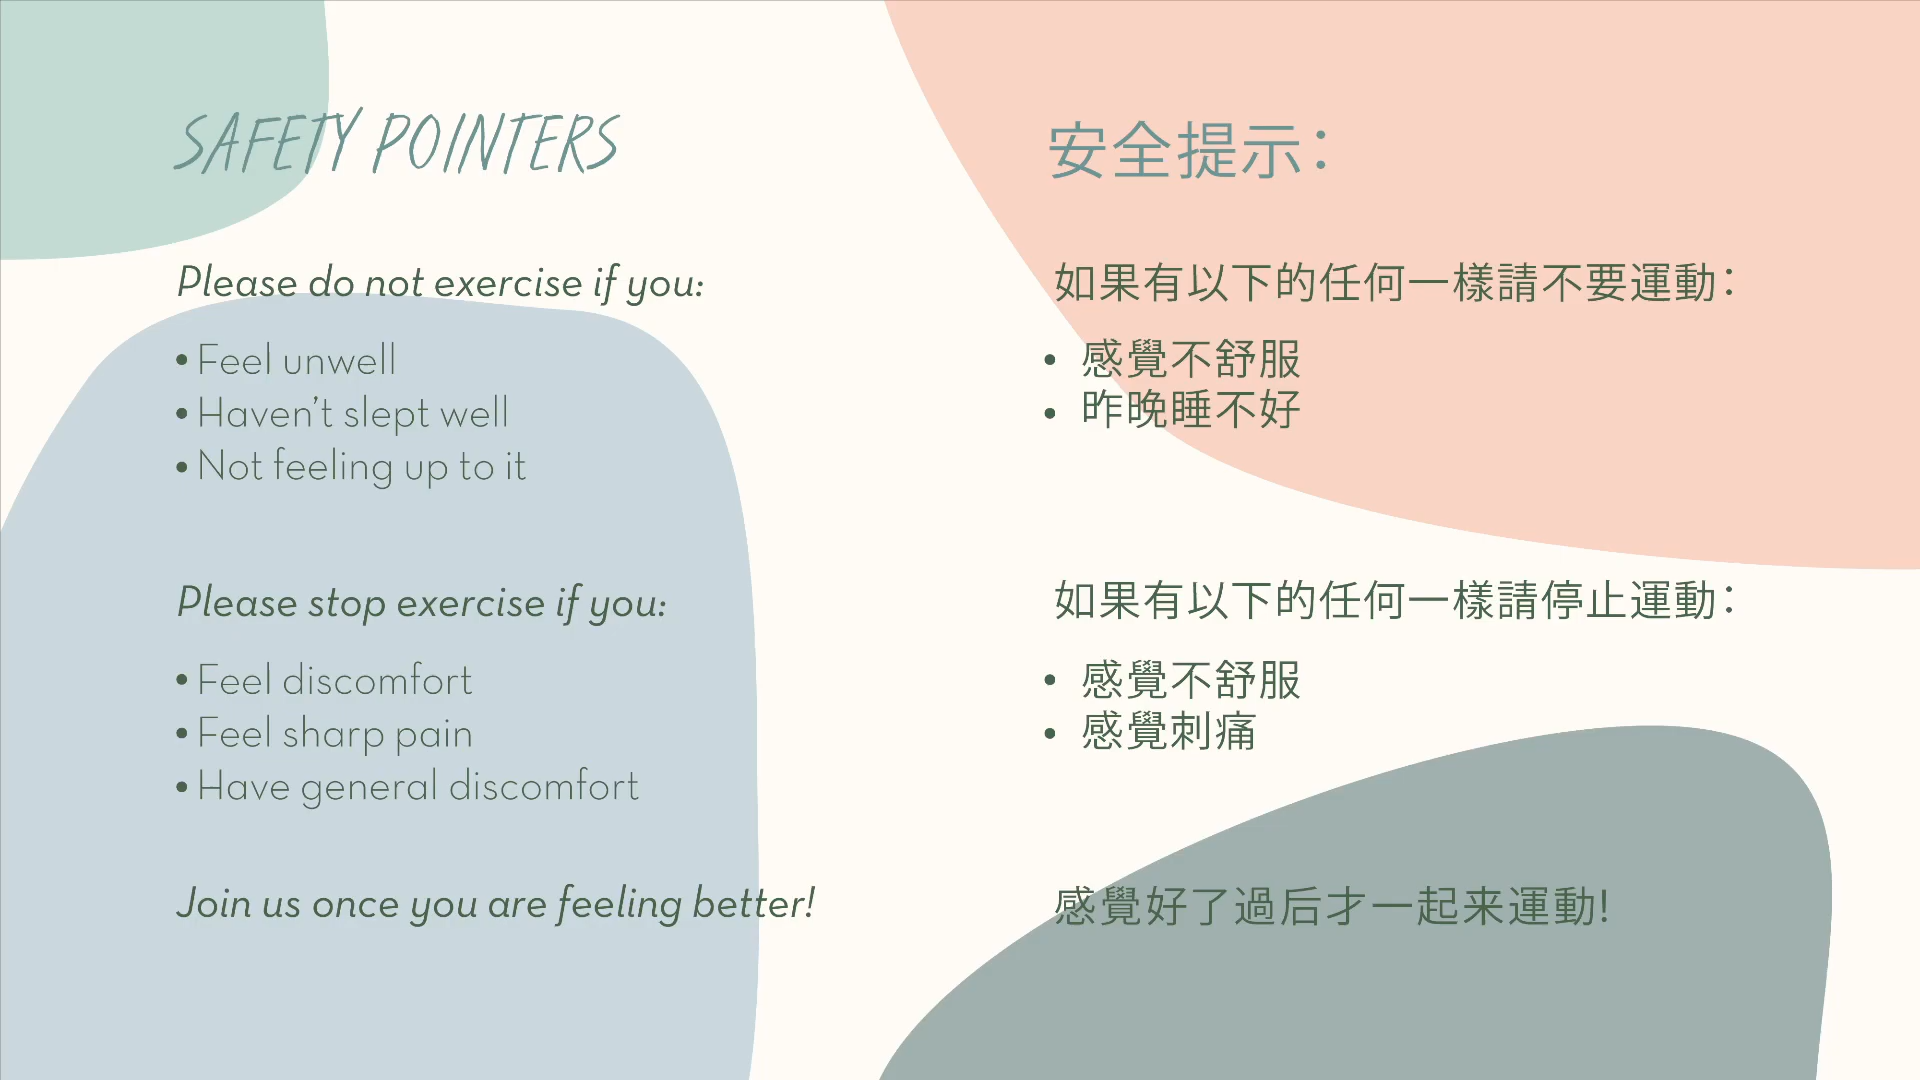 SAFETY POINTERS
Please do not exercise if you:
• Feel unwell
• Haven’t slept well
• Not feeling up to it
Please stop exercise if you:
• Feel discomfort
• Feel sharp pain
• Have general discomfort
Join us once you are feeling better!
安全提示：
如果有以下的任何一樣請不要運動：
• 感覺不舒服
• 昨晚睡不好
如果有以下的任何一樣請停止運動：
• 感覺不舒服
• 感覺刺痛
感覺好了過后才一起来運動!